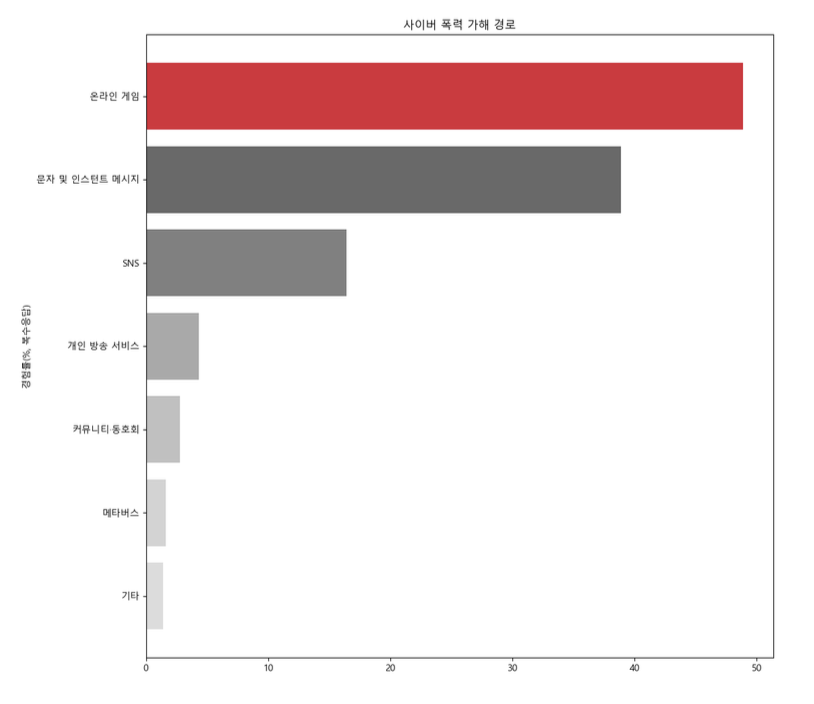 사이버 폭력 가해 경로
온라인 게임
문자 및 인스턴트 메시지
SNS
개인 방송 서비스
커뮤니티·동호회
메타버스
기타
경험률(%, 복수응답)
0 10 20 30 40 50